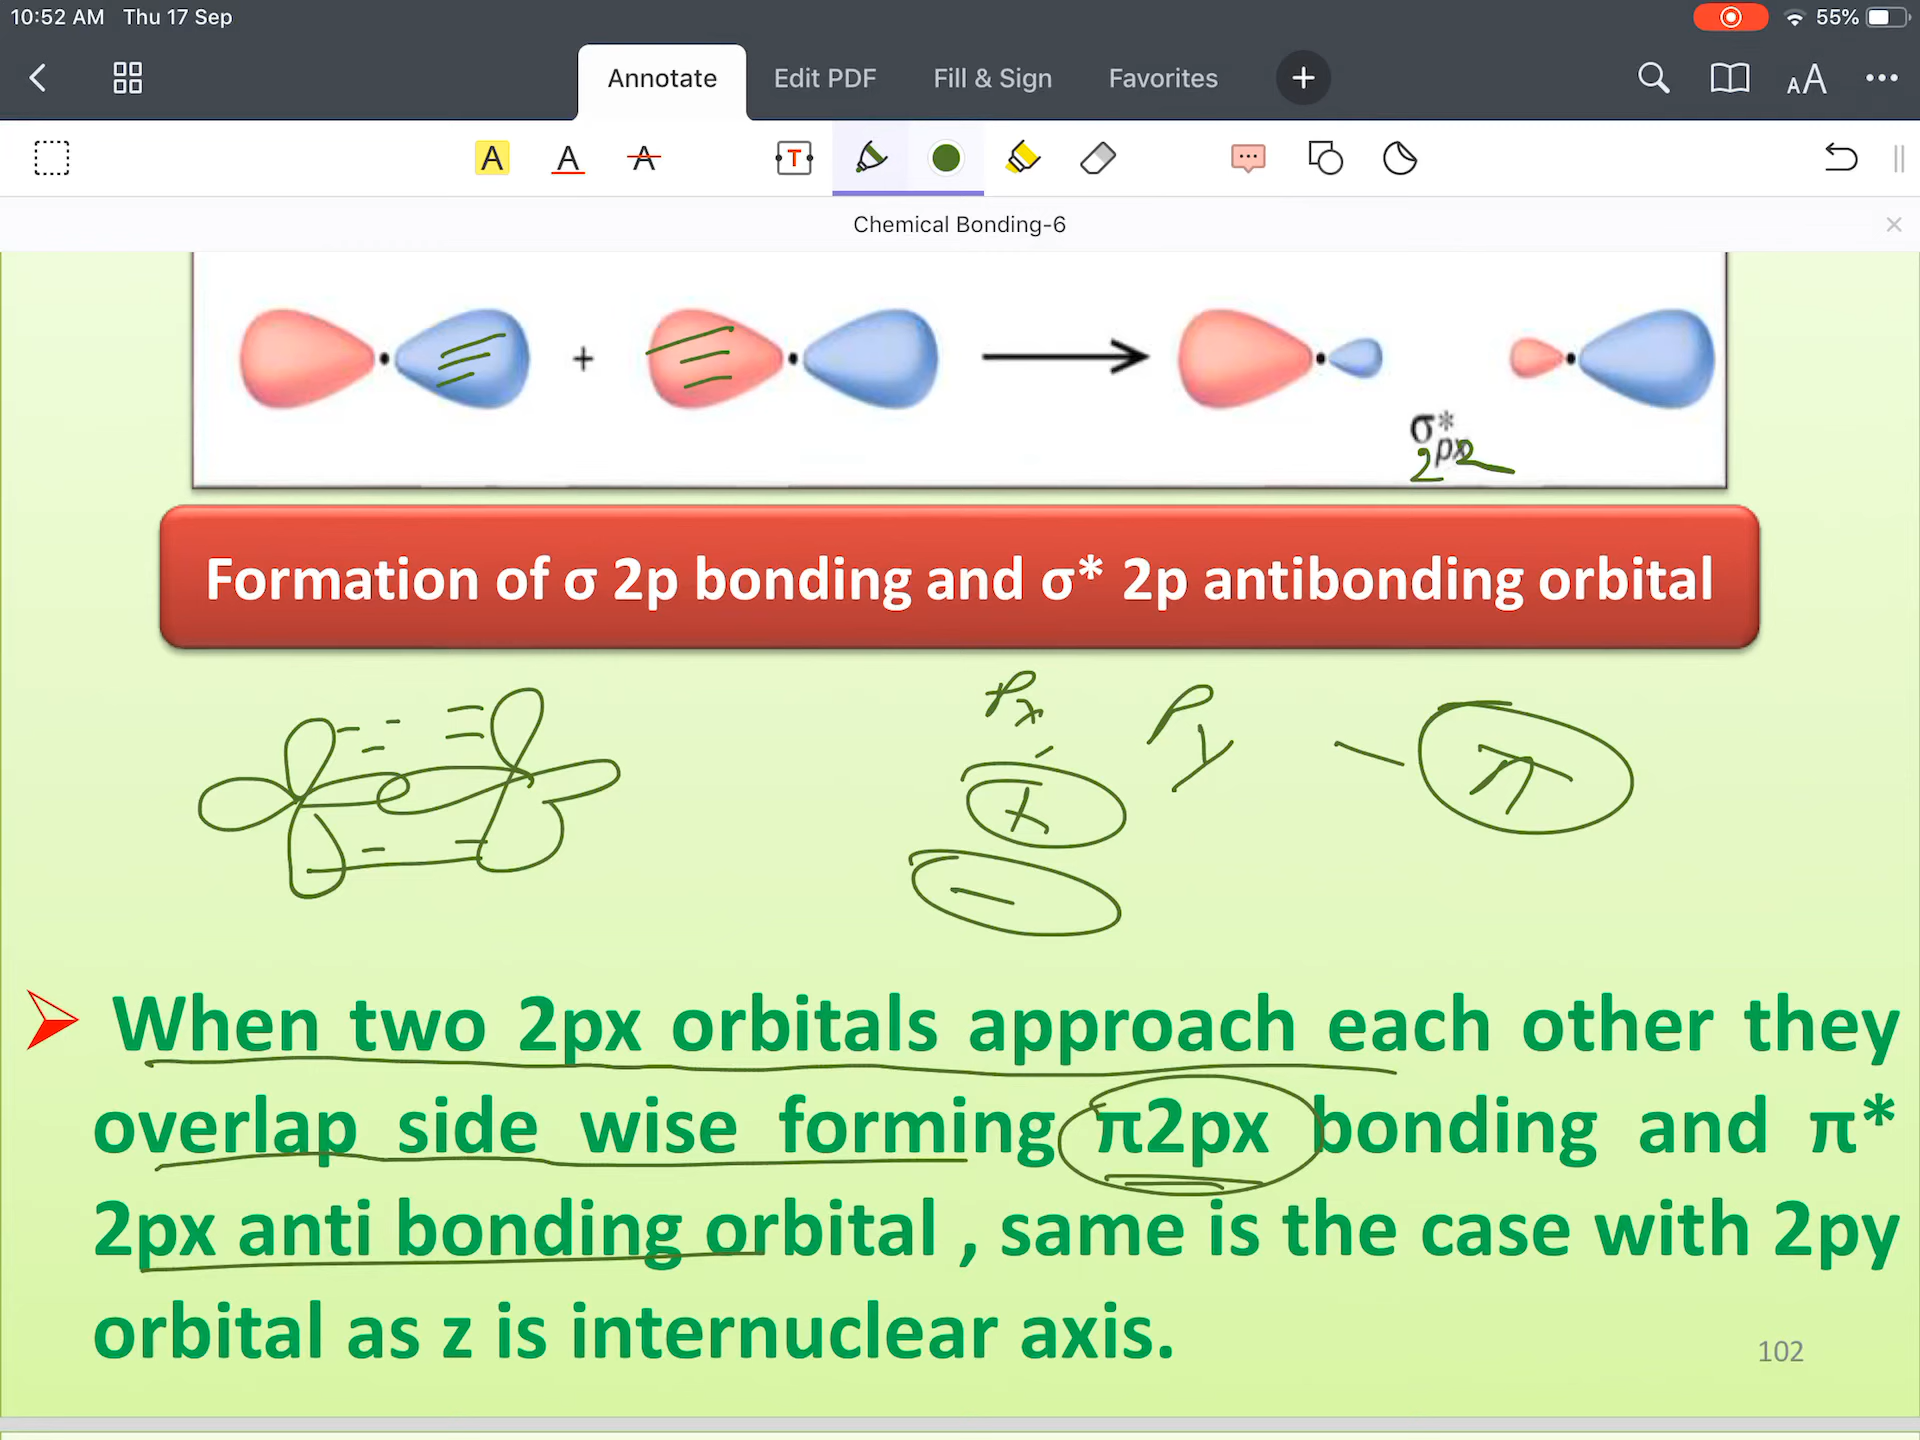 10:52 AM Thu 17 Sep
55%
Annotate Edit PDF Fill & Sign Favorites + AA
A A A T
Chemical Bonding-6
+
σ*
2px2
Formation of σ 2p bonding and σ* 2p antibonding orbital
Px Py π
+
−
When two 2px orbitals approach each other they
overlap side wise forming π2px bonding and π*
2px anti bonding orbital , same is the case with 2py
orbital as z is internuclear axis.
102